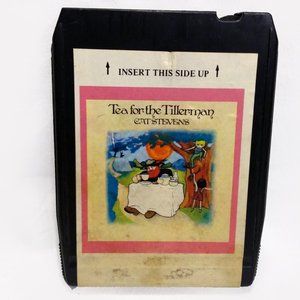 ↑ INSERT THIS SIDE UP ↑
Tea for the Tillerman
CAT STEVENS